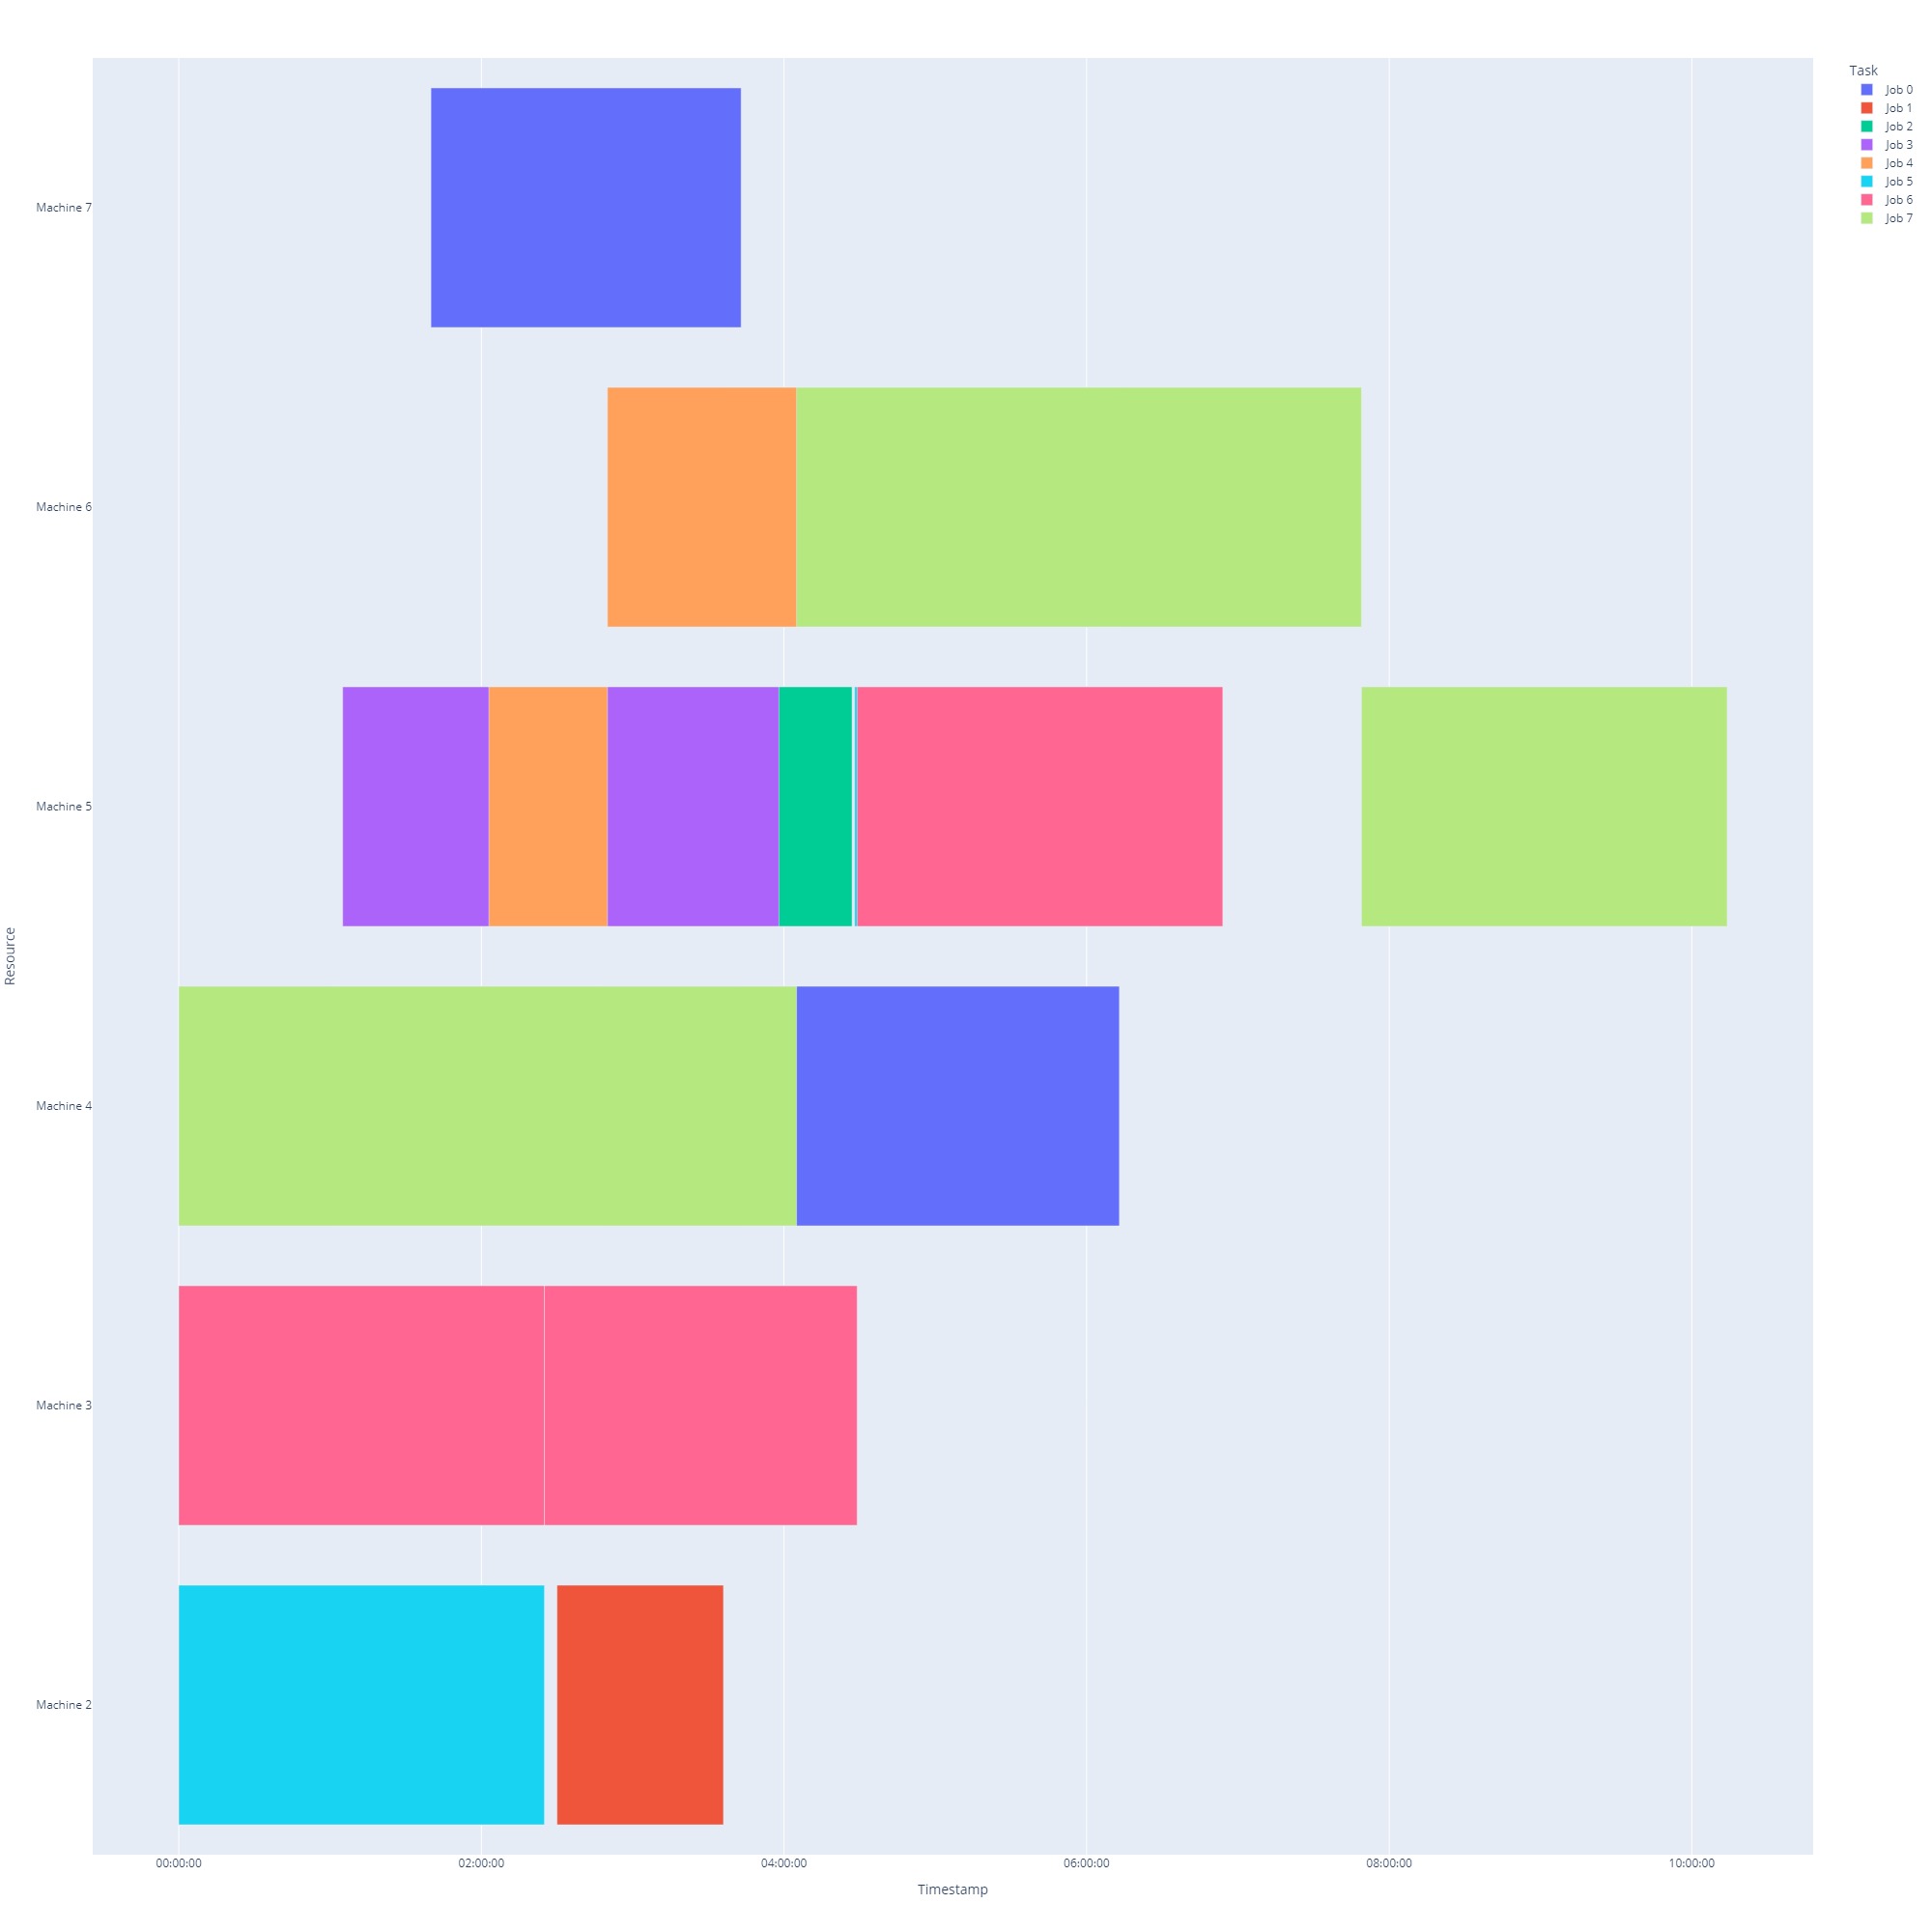 Task
Job 0
Job 1
Job 2
Job 3
Job 4
Job 5
Job 6
Job 7
Machine 7
Machine 6
Machine 5
Machine 4
Machine 3
Machine 2
Resource
00:00:00 02:00:00 04:00:00 06:00:00 08:00:00 10:00:00
Timestamp